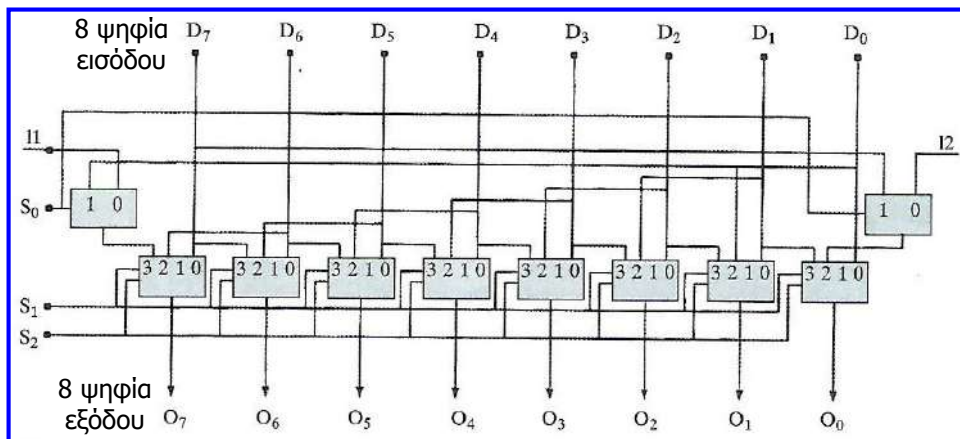 8 ψηφία
εισόδου
D7 D6 D5 D4 D3 D2 D1 D0
I1 I2
S0 1 0 1 0
3 2 1 0 3 2 1 0 3 2 1 0 3 2 1 0 3 2 1 0 3 2 1 0 3 2 1 0 3 2 1 0
S1
S2
8 ψηφία
εξόδου
O7 O6 O5 O4 O3 O2 O1 O0